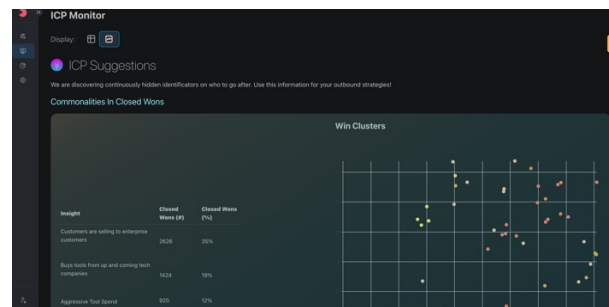 ICP Monitor
Display:
ICP Suggestions
We are discovering continuously hidden identificators on who to go after. Use this information for your outbound strategies!
Commonalities In Closed Wons
Win Clusters
Insight
Closed Wons (#)
Closed Wons (%)
Customers are selling to enterprise customers
2628
35%
Buys tools from up and coming tech companies
1424
19%
Aggressive Tool Spend
920
12%